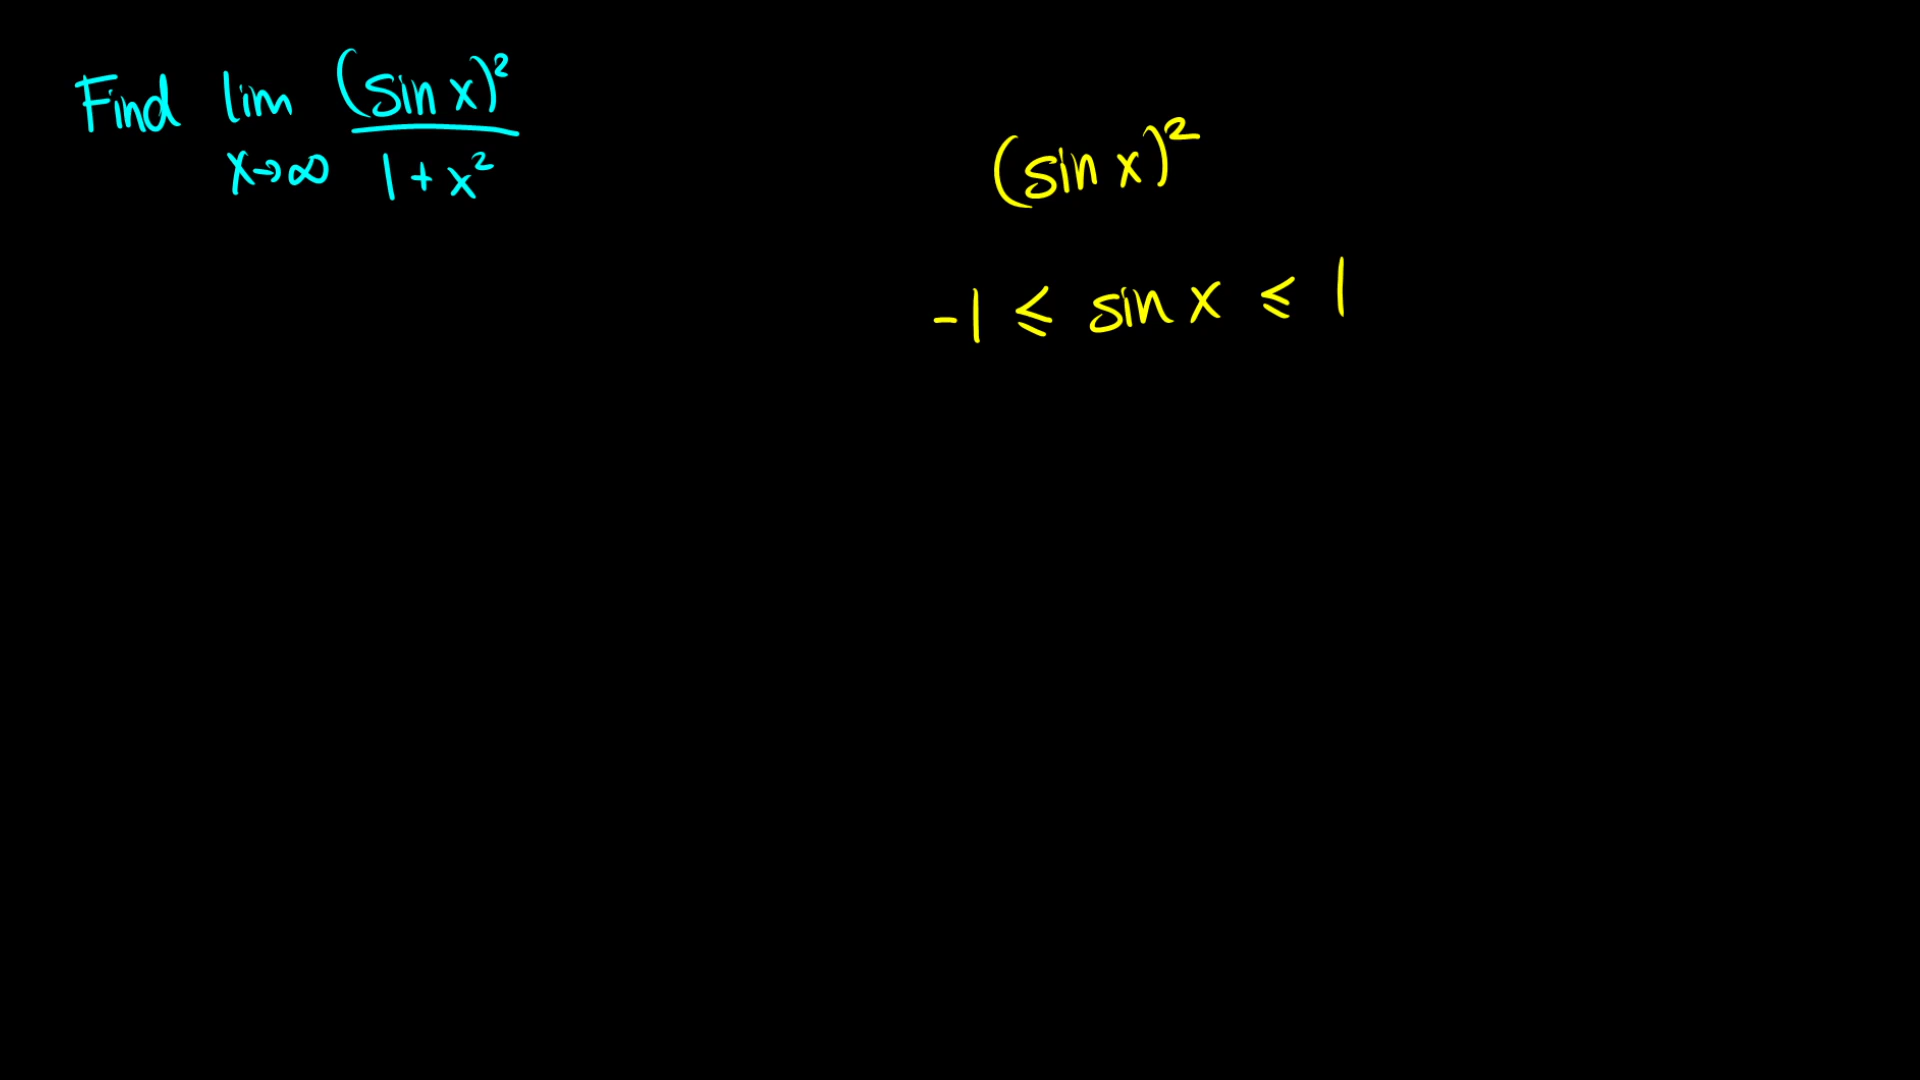 Find lim (sin x)²
x→∞ 1 + x²
(sin x)²
-1 ≤ sin x ≤ 1